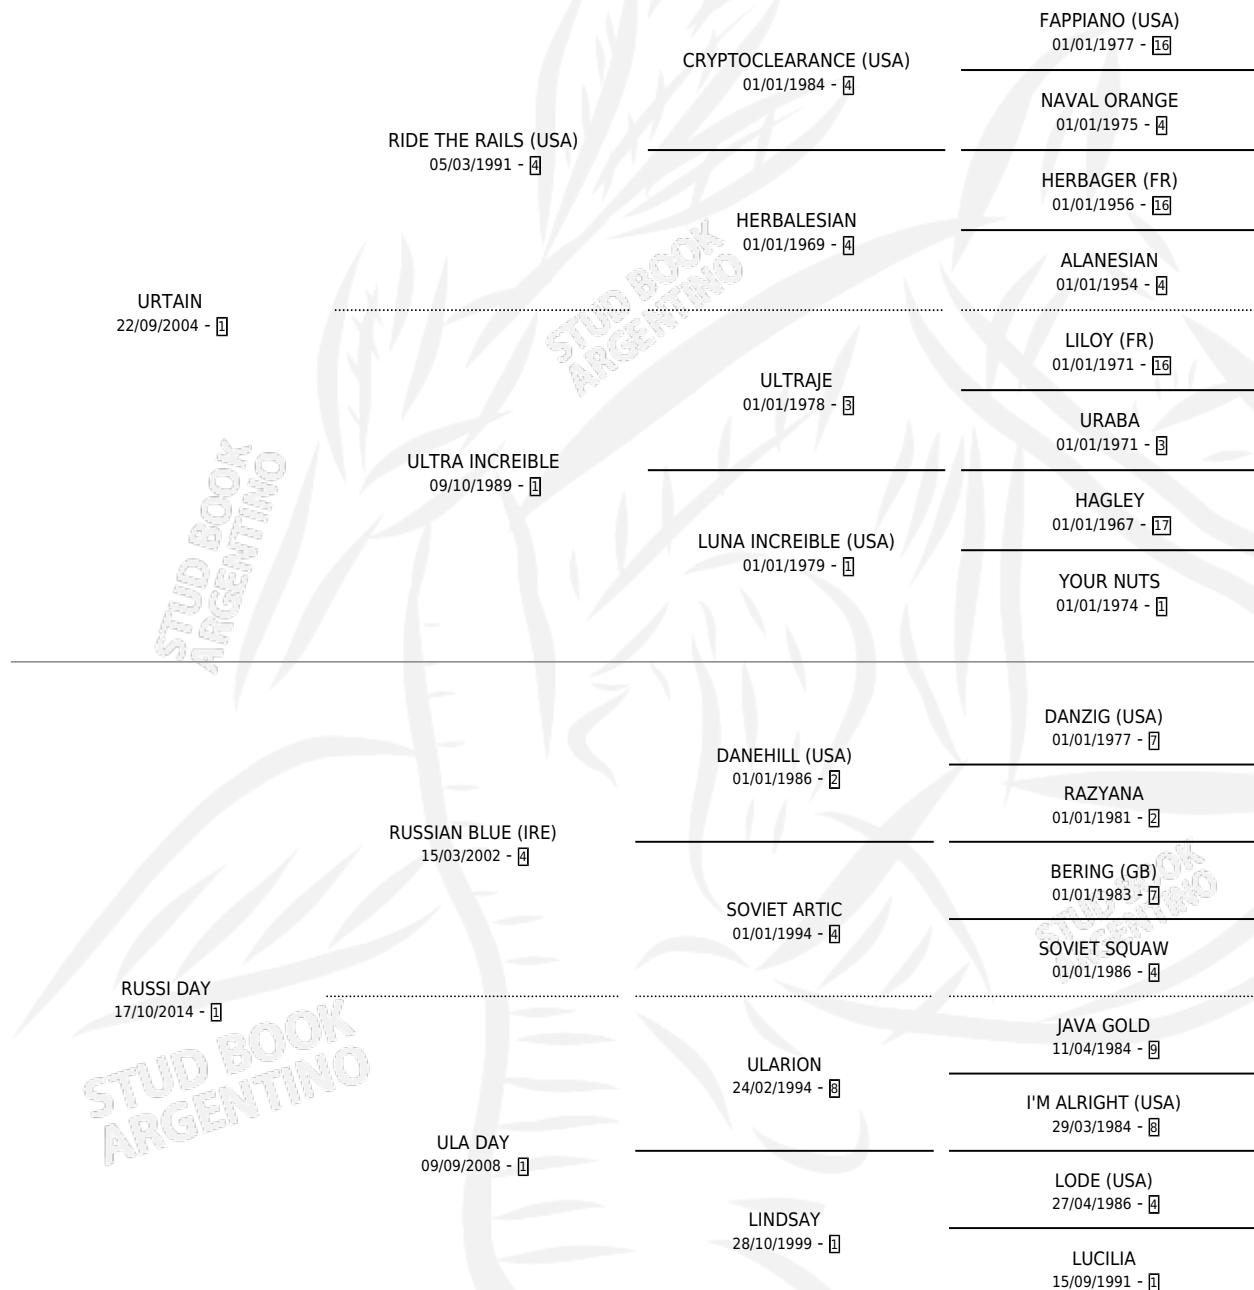 FAPPIANO (USA)
01/01/1977 - 16
CRYPTOCLEARANCE (USA)
01/01/1984 - 4
NAVAL ORANGE
01/01/1975 - 4
RIDE THE RAILS (USA)
05/03/1991 - 4
HERBAGER (FR)
01/01/1956 - 16
HERBALESIAN
01/01/1969 - 4
ALANESIAN
01/01/1954 - 4
URTAIN
22/09/2004 - 1
LILOY (FR)
01/01/1971 - 16
ULTRAJE
01/01/1978 - 3
URABA
01/01/1971 - 3
ULTRA INCREIBLE
09/10/1989 - 1
HAGLEY
01/01/1967 - 17
LUNA INCREIBLE (USA)
01/01/1979 - 1
YOUR NUTS
01/01/1974 - 1
DANZIG (USA)
01/01/1977 - 7
DANEHILL (USA)
01/01/1986 - 2
RAZYANA
01/01/1981 - 2
RUSSIAN BLUE (IRE)
15/03/2002 - 4
BERING (GB)
01/01/1983 - 7
SOVIET ARTIC
01/01/1994 - 4
SOVIET SQUAW
01/01/1986 - 4
RUSSI DAY
17/10/2014 - 1
JAVA GOLD
11/04/1984 - 9
ULARION
24/02/1994 - 8
I'M ALRIGHT (USA)
29/03/1984 - 8
ULA DAY
09/09/2008 - 1
LODE (USA)
27/04/1986 - 4
LINDSAY
28/10/1999 - 1
LUCILIA
15/09/1991 - 1
STUD BOOK
ARGENTINO
STUD BOOK
ARGENTINO
STUD BOOK
ARGENTINO
STUD BOOK
ARGENTINO